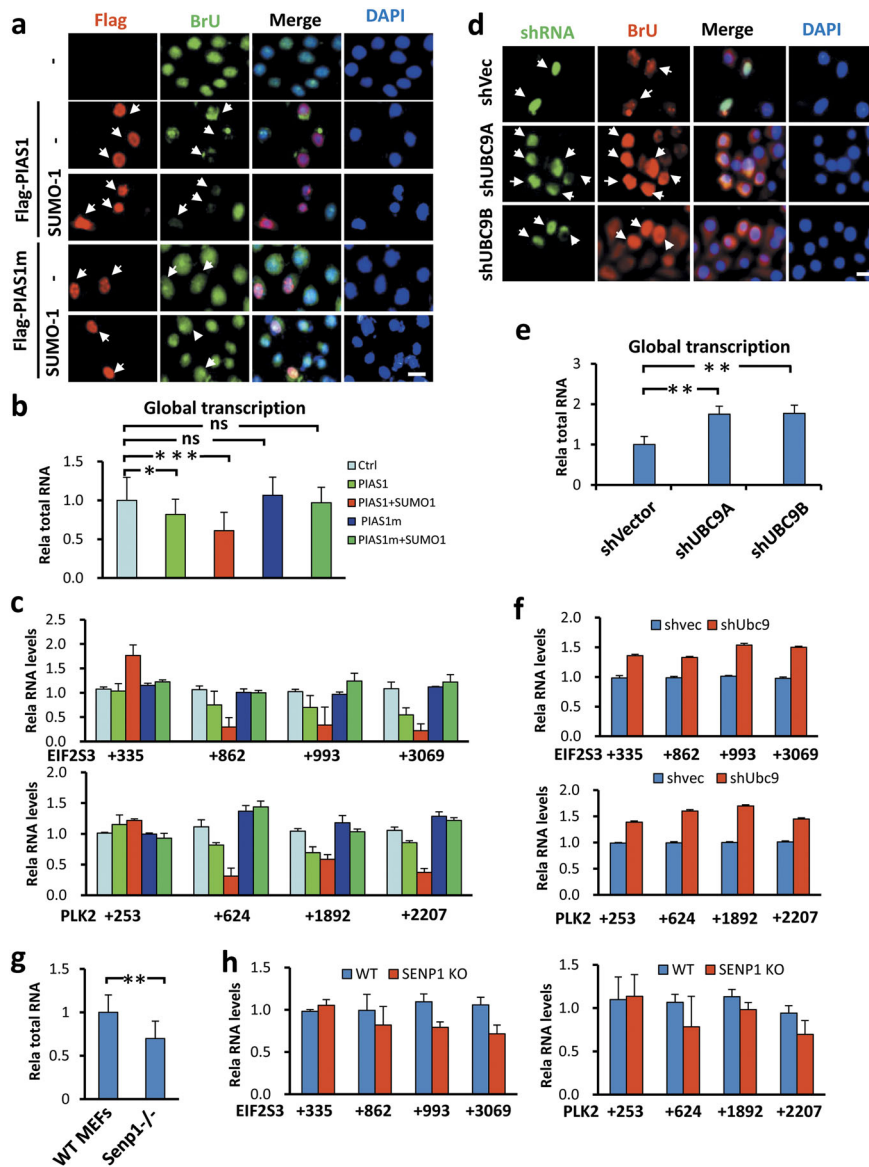 a
Flag BrU Merge DAPI
-
Flag-PIAS1
-
SUMO-1
Flag-PIAS1m
-
SUMO-1
d
shRNA BrU Merge DAPI
shVec
shUBC9A
shUBC9B
b
Global transcription
ns
ns
* * *
*
Rela total RNA
1.5
1.0
0.5
0.0
Ctrl
PIAS1
PIAS1+SUMO1
PIAS1m
PIAS1m+SUMO1
e
Global transcription
* *
* *
Rela total RNA
3
2
1
0
shVector shUBC9A shUBC9B
c
Rela RNA levels
2.5
2.0
1.5
1.0
0.5
0.0
EIF2S3 +335 +862 +993 +3069
Rela RNA levels
2.0
1.5
1.0
0.5
0.0
PLK2 +253 +624 +1892 +2207
f
shvec shUbc9
Rela RNA levels
2.0
1.5
1.0
0.5
0.0
EIF2S3 +335 +862 +993 +3069
shvec shUbc9
Rela RNA levels
2.0
1.5
1.0
0.5
0.0
PLK2 +253 +624 +1892 +2207
g
* *
Rela total RNA
1.5
1
0.5
0
WT MEFs Senp1-/-
h
WT SENP1 KO
Rela RNA levels
1.5
1.0
0.5
0.0
EIF2S3 +335 +862 +993 +3069
WT SENP1 KO
Rela RNA levels
1.5
1.0
0.5
0.0
PLK2 +253 +624 +1892 +2207